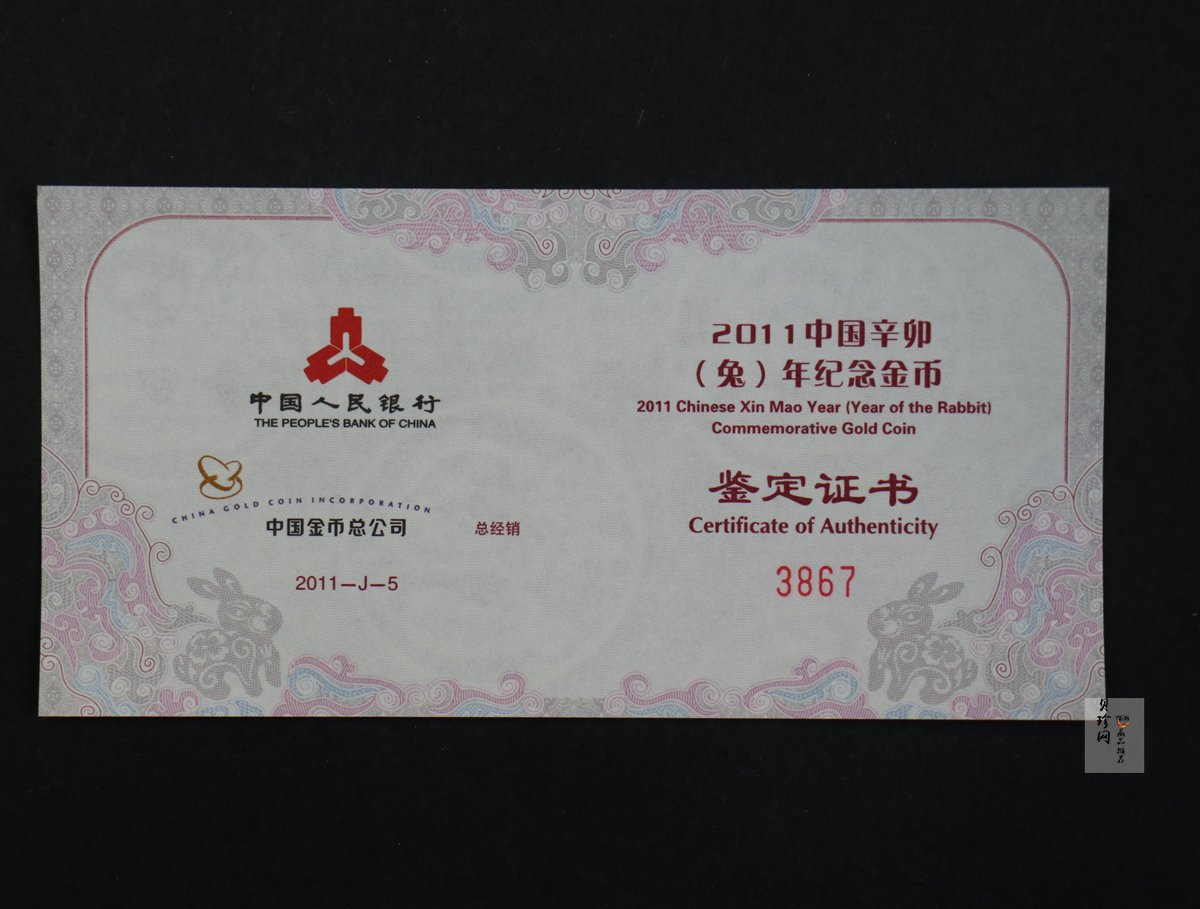 中国人民银行
THE PEOPLE'S BANK OF CHINA
CHINA GOLD COIN INCORPORATION
中国金币总公司 总经销
2011—J—5
2011中国辛卯
（兔）年纪念金币
2011 Chinese Xin Mao Year (Year of the Rabbit)
Commemorative Gold Coin
鉴定证书
Certificate of Authenticity
3867
贝珍网